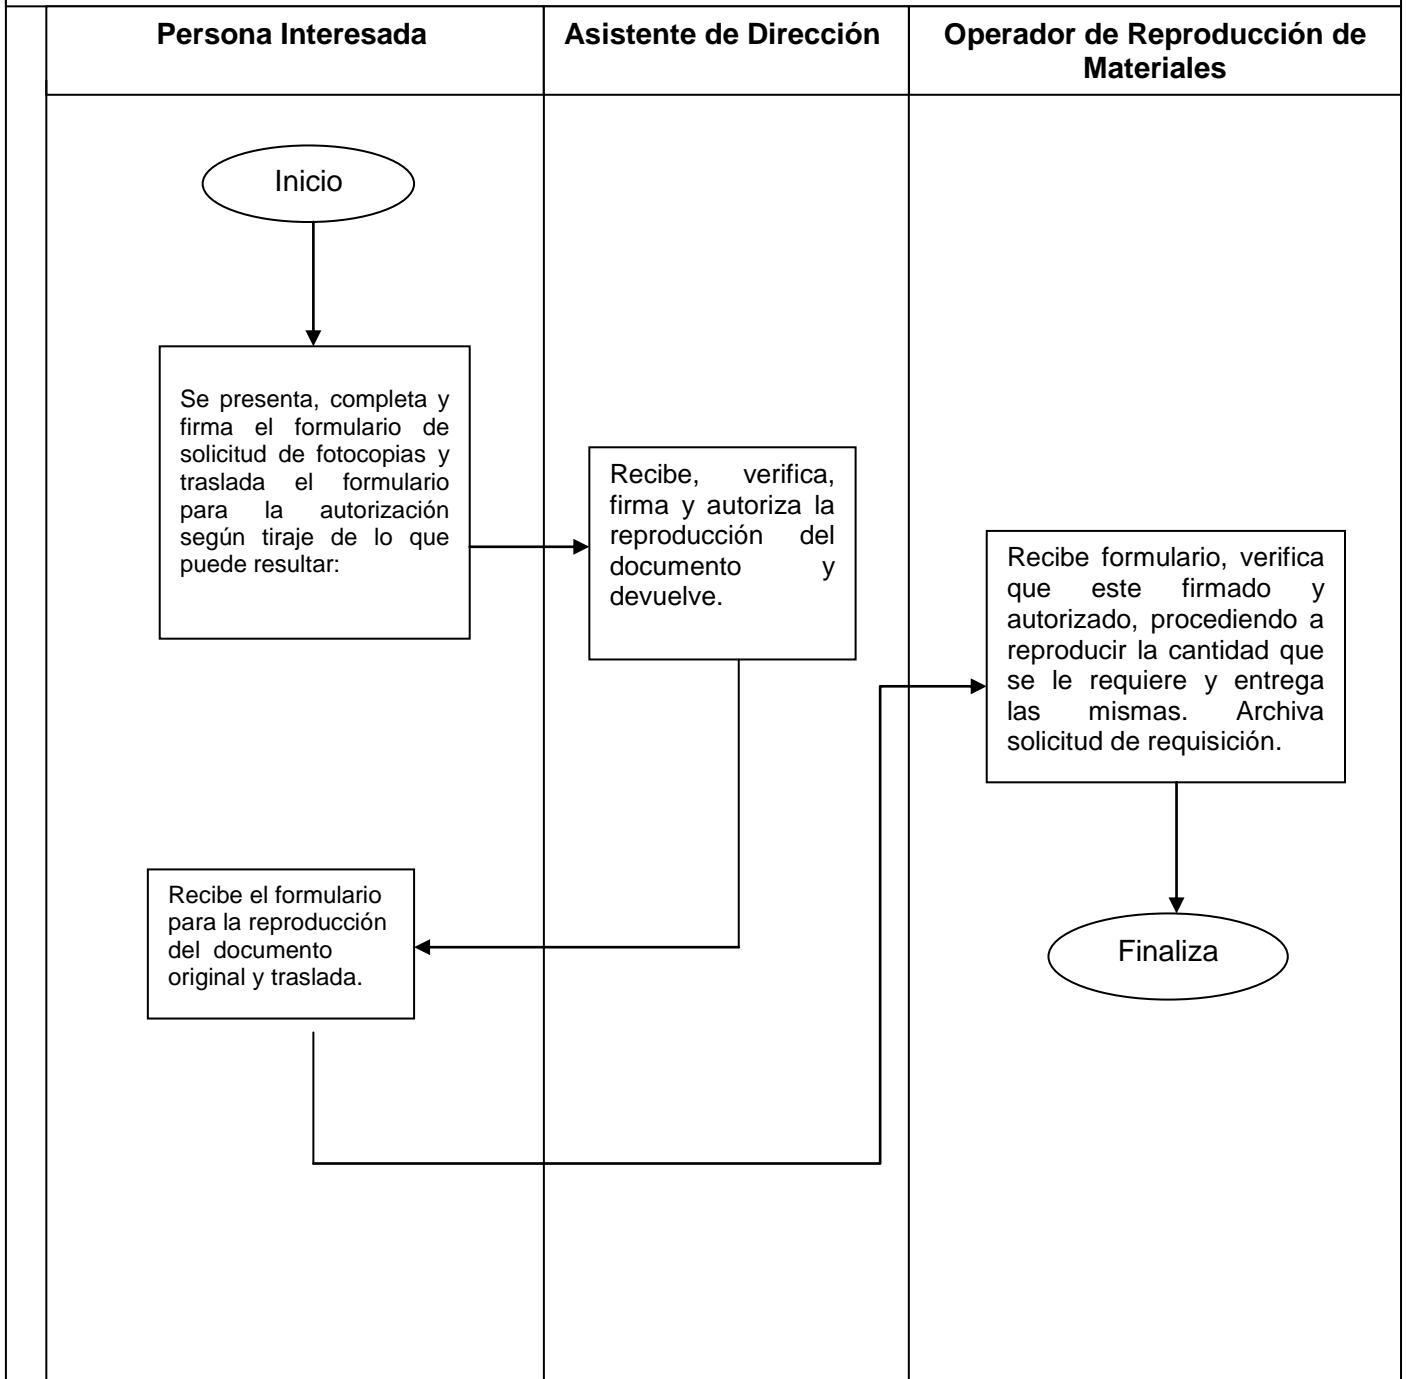 Persona Interesada
Asistente de Dirección
Operador de Reproducción de
Materiales
Inicio
Se presenta, completa y
firma el formulario de
solicitud de fotocopias y
traslada el formulario
para la autorización
según tiraje de lo que
puede resultar:
Recibe, verifica,
firma y autoriza la
reproducción del
documento y
devuelve.
Recibe formulario, verifica
que este firmado y
autorizado, procediendo a
reproducir la cantidad que
se le requiere y entrega
las mismas. Archiva
solicitud de requisición.
Recibe el formulario
para la reproducción
del documento
original y traslada.
Finaliza